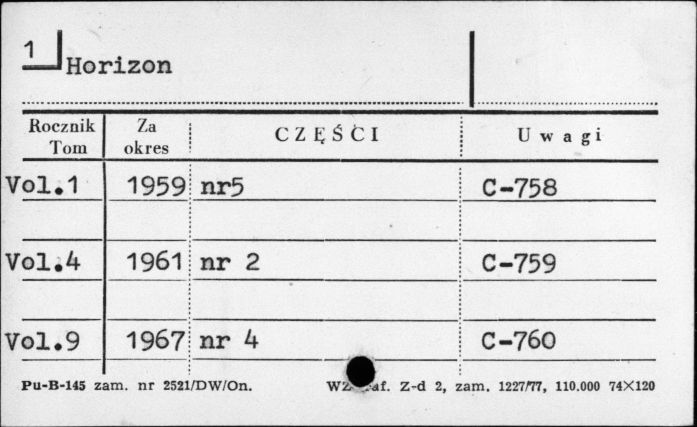 1
Horizon
Rocznik Tom Za okres CZĘŚCI Uwagi
Vol.1 1959 nr5 C-758
Vol.4 1961 nr 2 C-759
Vol.9 1967 nr 4 C-760
Pu-B-145 zam. nr 2521/DW/On. Z-d 2, zam. 1227/77, 110.000 74×120